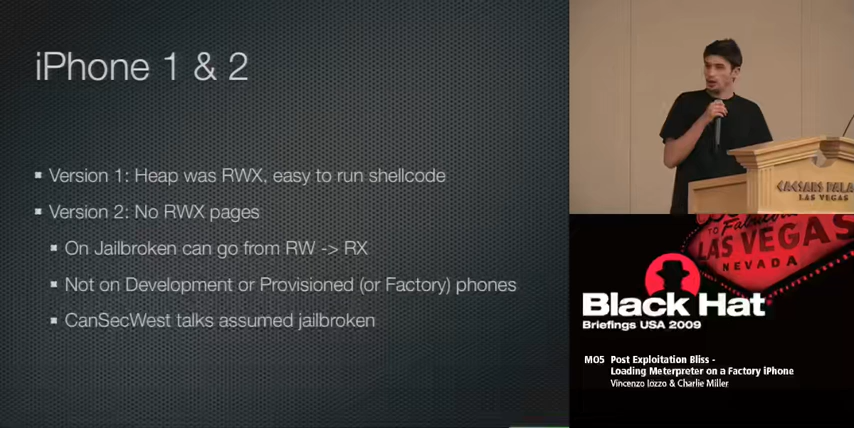 iPhone 1 & 2
Version 1: Heap was RWX, easy to run shellcode
Version 2: No RWX pages
On Jailbroken can go from RW -> RX
Not on Development or Provisioned (or Factory) phones
CanSecWest talks assumed jailbroken
CAESARS PALA
LAS VEGAS
TO Fabulous
LAS VEGAS
NEVADA
Black Hat
Briefings USA 2009
M05 Post Exploitation Bliss -
Loading Meterpreter on a Factory iPhone
Vincenzo Iozzo & Charlie Miller